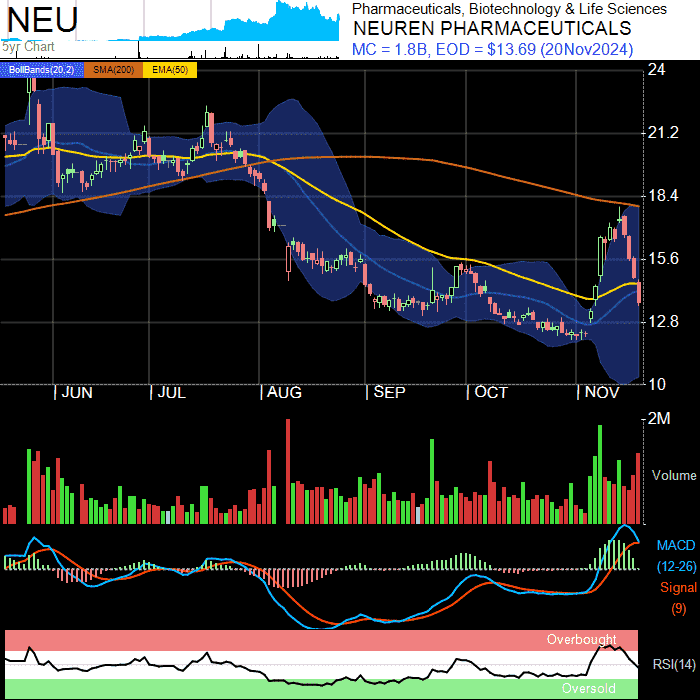 NEU
5yr Chart
Pharmaceuticals, Biotechnology & Life Sciences
NEUREN PHARMACEUTICALS
MC = 1.8B, EOD = $13.69 (20Nov2024)
BollBands(20,2) SMA(200) EMA(50)
24
21.2
18.4
15.6
12.8
10
JUN JUL AUG SEP OCT NOV
2M
Volume
MACD
(12-26)
Signal
(9)
Overbought
RSI(14)
Oversold